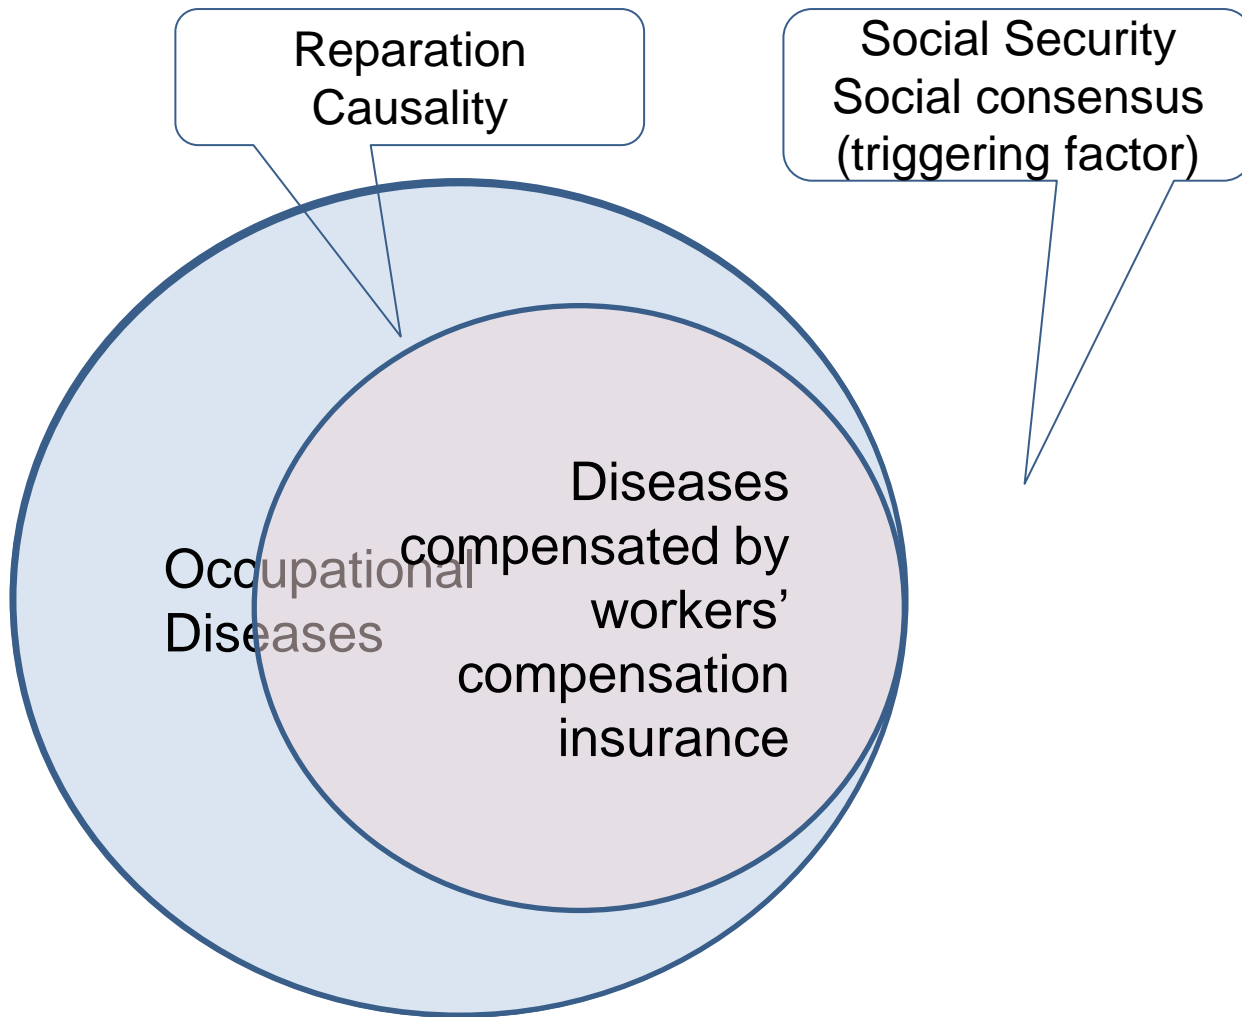 Reparation
Causality
Social Security
Social consensus
(triggering factor)
Occupational
Diseases
Diseases
compensated by
workers’
compensation
insurance